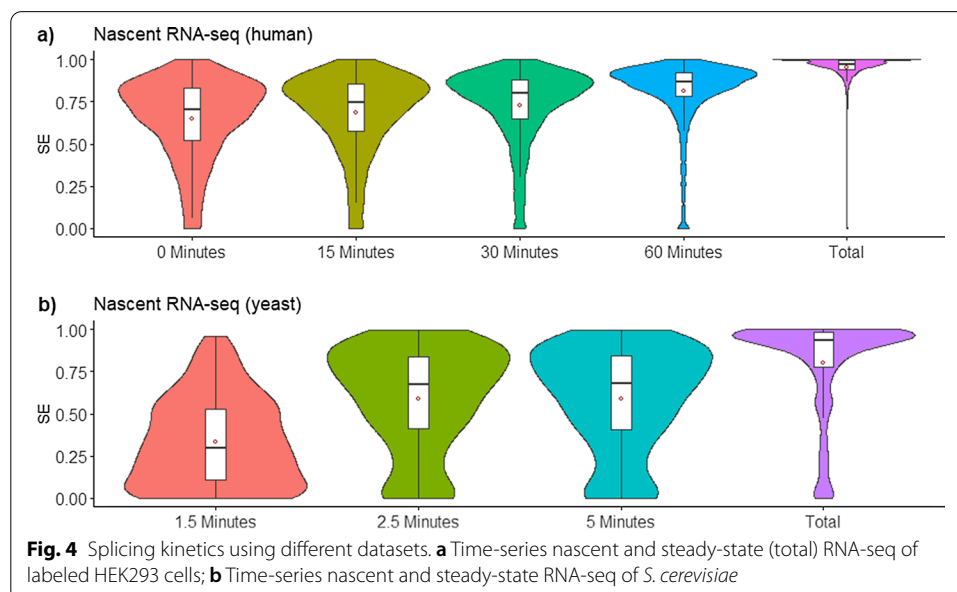 a) Nascent RNA-seq (human)
1.00
0.75
0.50
0.25
0.00
SE
0 Minutes 15 Minutes 30 Minutes 60 Minutes Total
b) Nascent RNA-seq (yeast)
1.00
0.75
0.50
0.25
0.00
SE
1.5 Minutes 2.5 Minutes 5 Minutes Total
Fig. 4 Splicing kinetics using different datasets. a Time-series nascent and steady-state (total) RNA-seq of
labeled HEK293 cells; b Time-series nascent and steady-state RNA-seq of S. cerevisiae